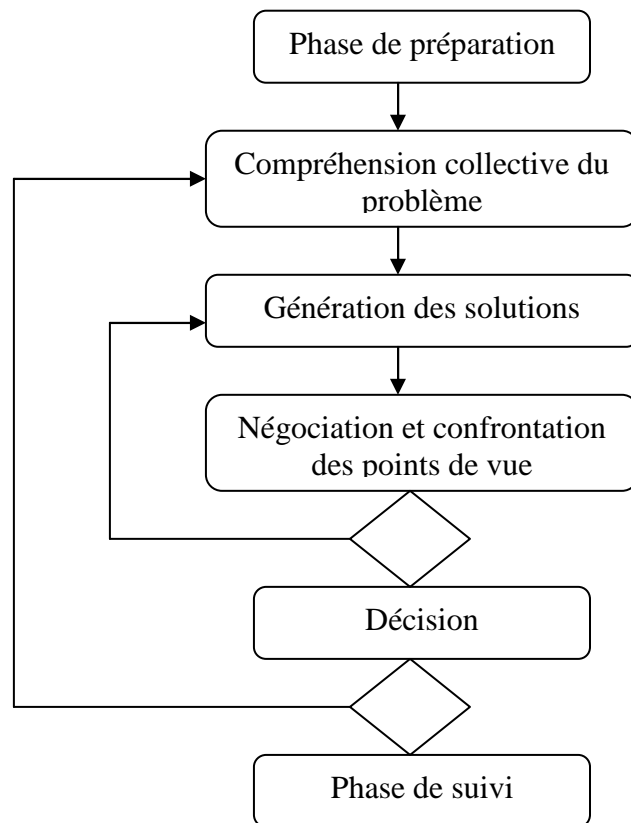 Phase de préparation
Compréhension collective du
problème
Génération des solutions
Négociation et confrontation
des points de vue
Décision
Phase de suivi